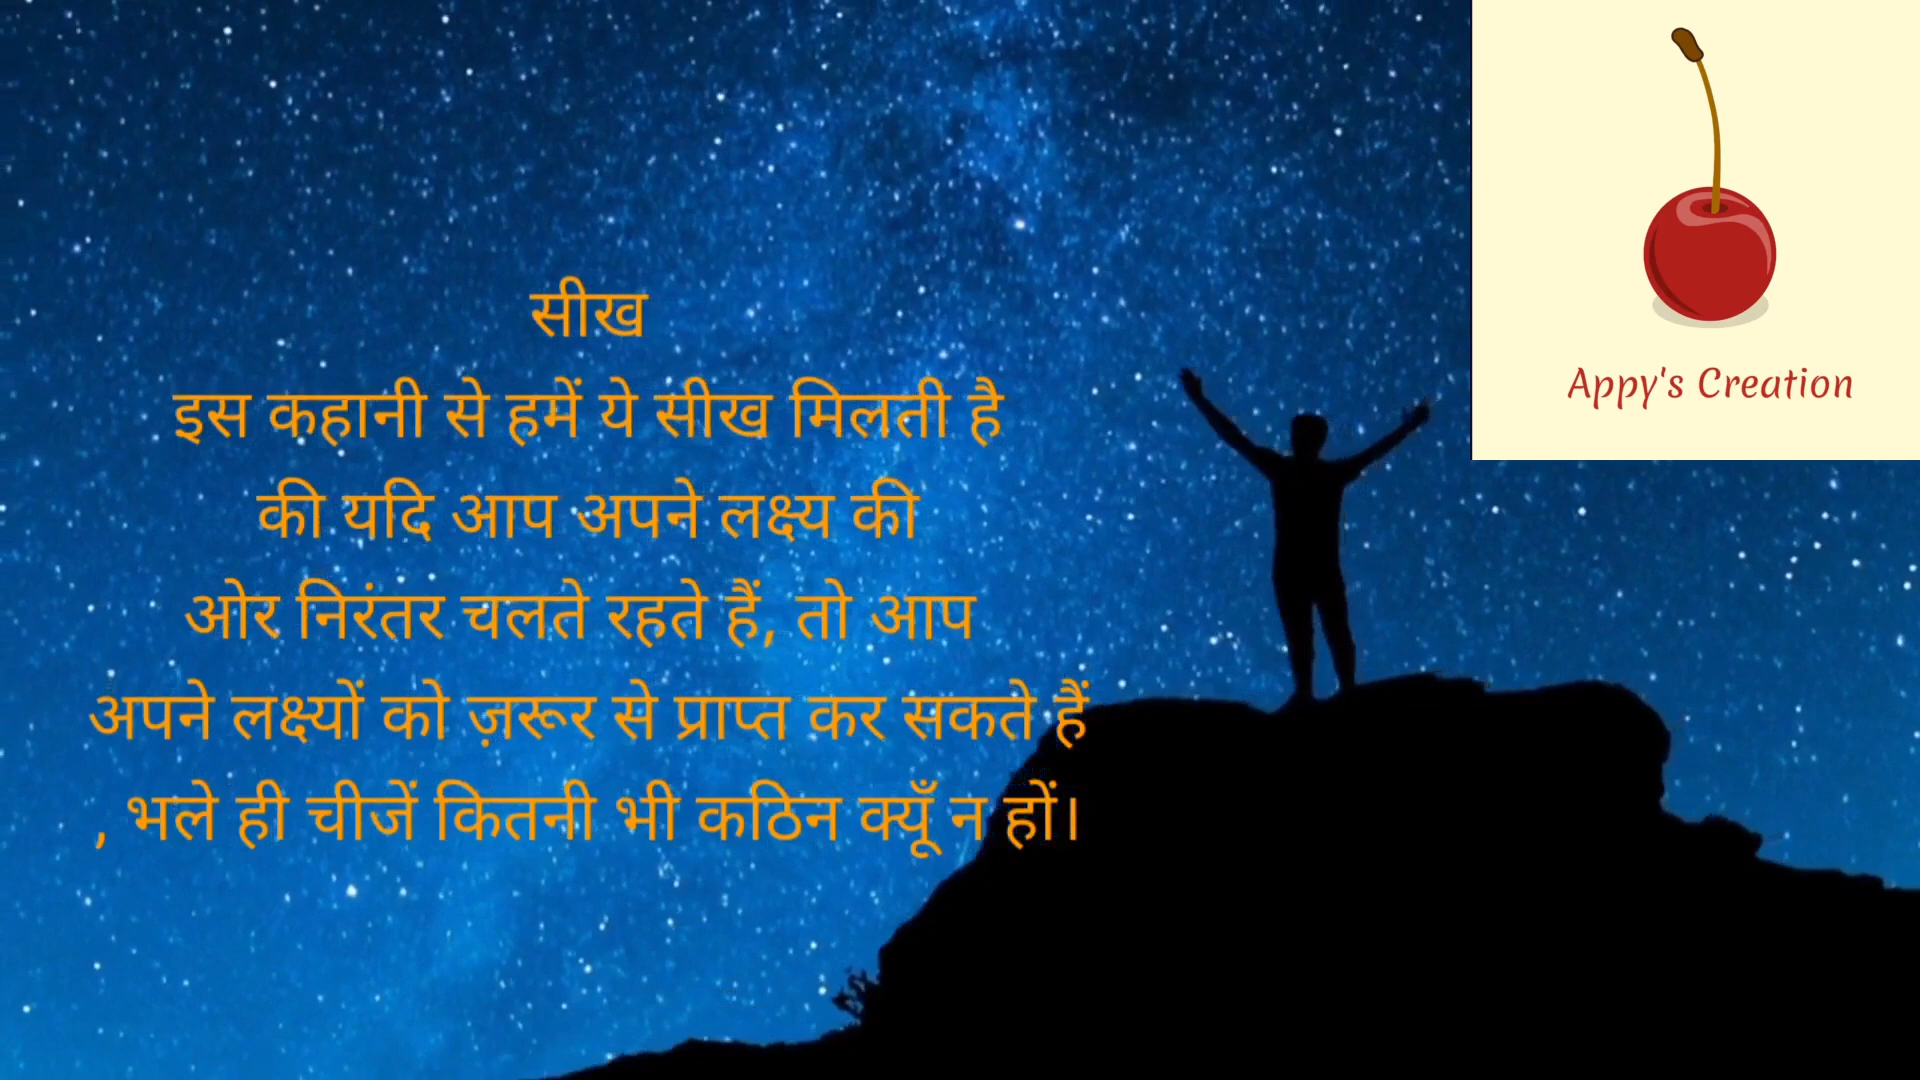 सीख
इस कहानी से हमें ये सीख मिलती है
की यदि आप अपने लक्ष्य की
ओर निरंतर चलते रहते हैं, तो आप
अपने लक्ष्यों को ज़रूर से प्राप्त कर सकते हैं
, भले ही चीजें कितनी भी कठिन क्यूँ न हों।
Appy's Creation